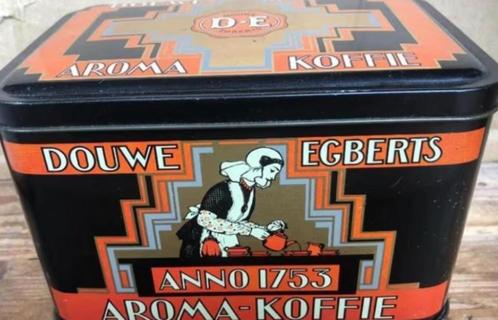 D·E
AROMA KOFFIE
DOUWE EGBERTS
ANNO 1753
AROMA-KOFFIE